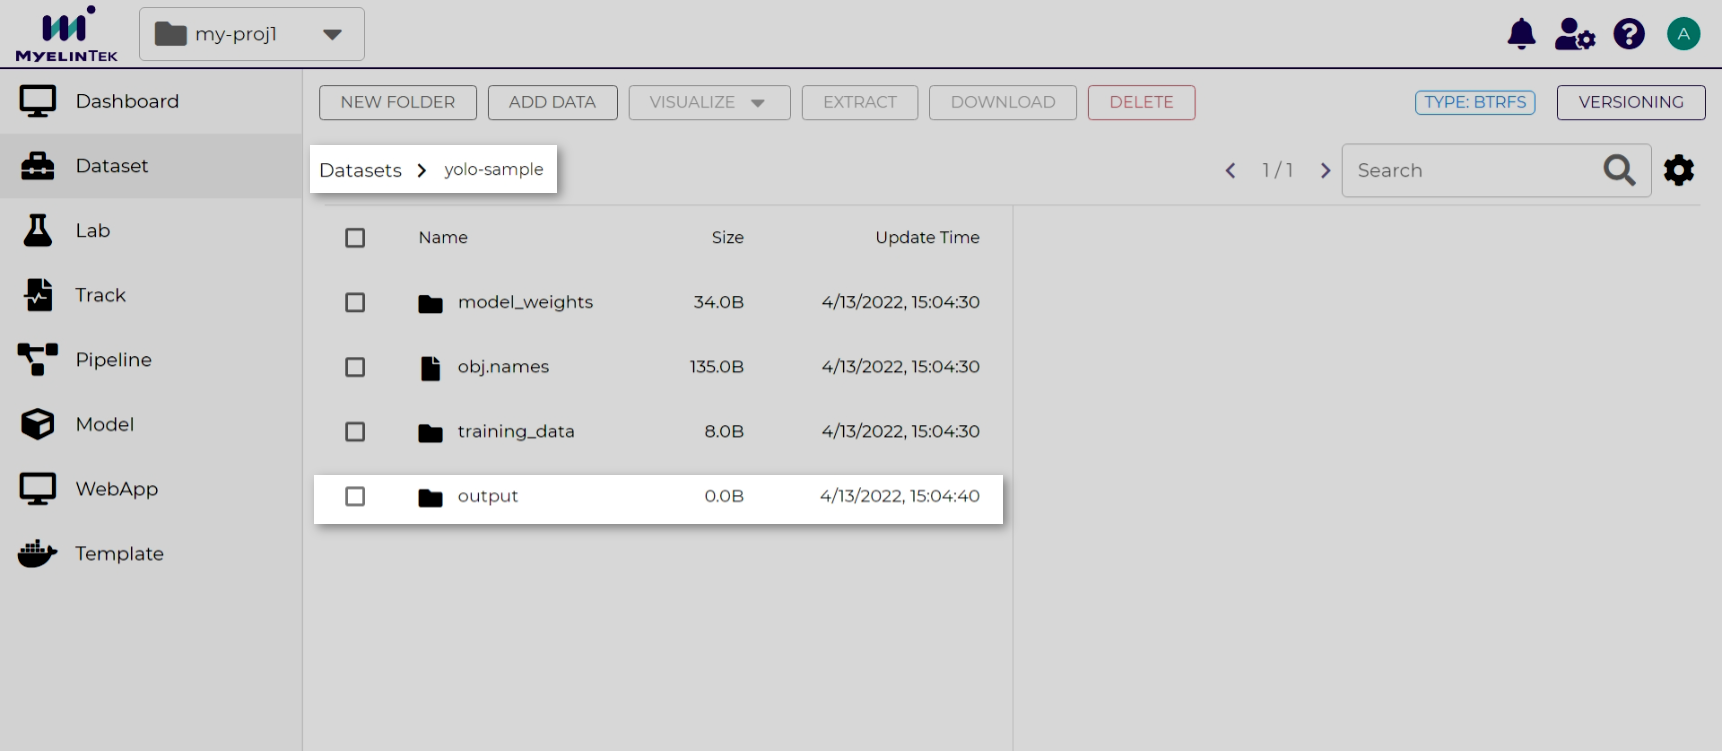 MYELINTEK
my-proj1
A
Dashboard
Dataset
Lab
Track
Pipeline
Model
WebApp
Template
NEW FOLDER ADD DATA VISUALIZE EXTRACT DOWNLOAD DELETE TYPE: BTRFS VERSIONING
Datasets > yolo-sample < 1 / 1 > Search
Name Size Update Time
model_weights 34.0B 4/13/2022, 15:04:30
obj.names 135.0B 4/13/2022, 15:04:30
training_data 8.0B 4/13/2022, 15:04:30
output 0.0B 4/13/2022, 15:04:40